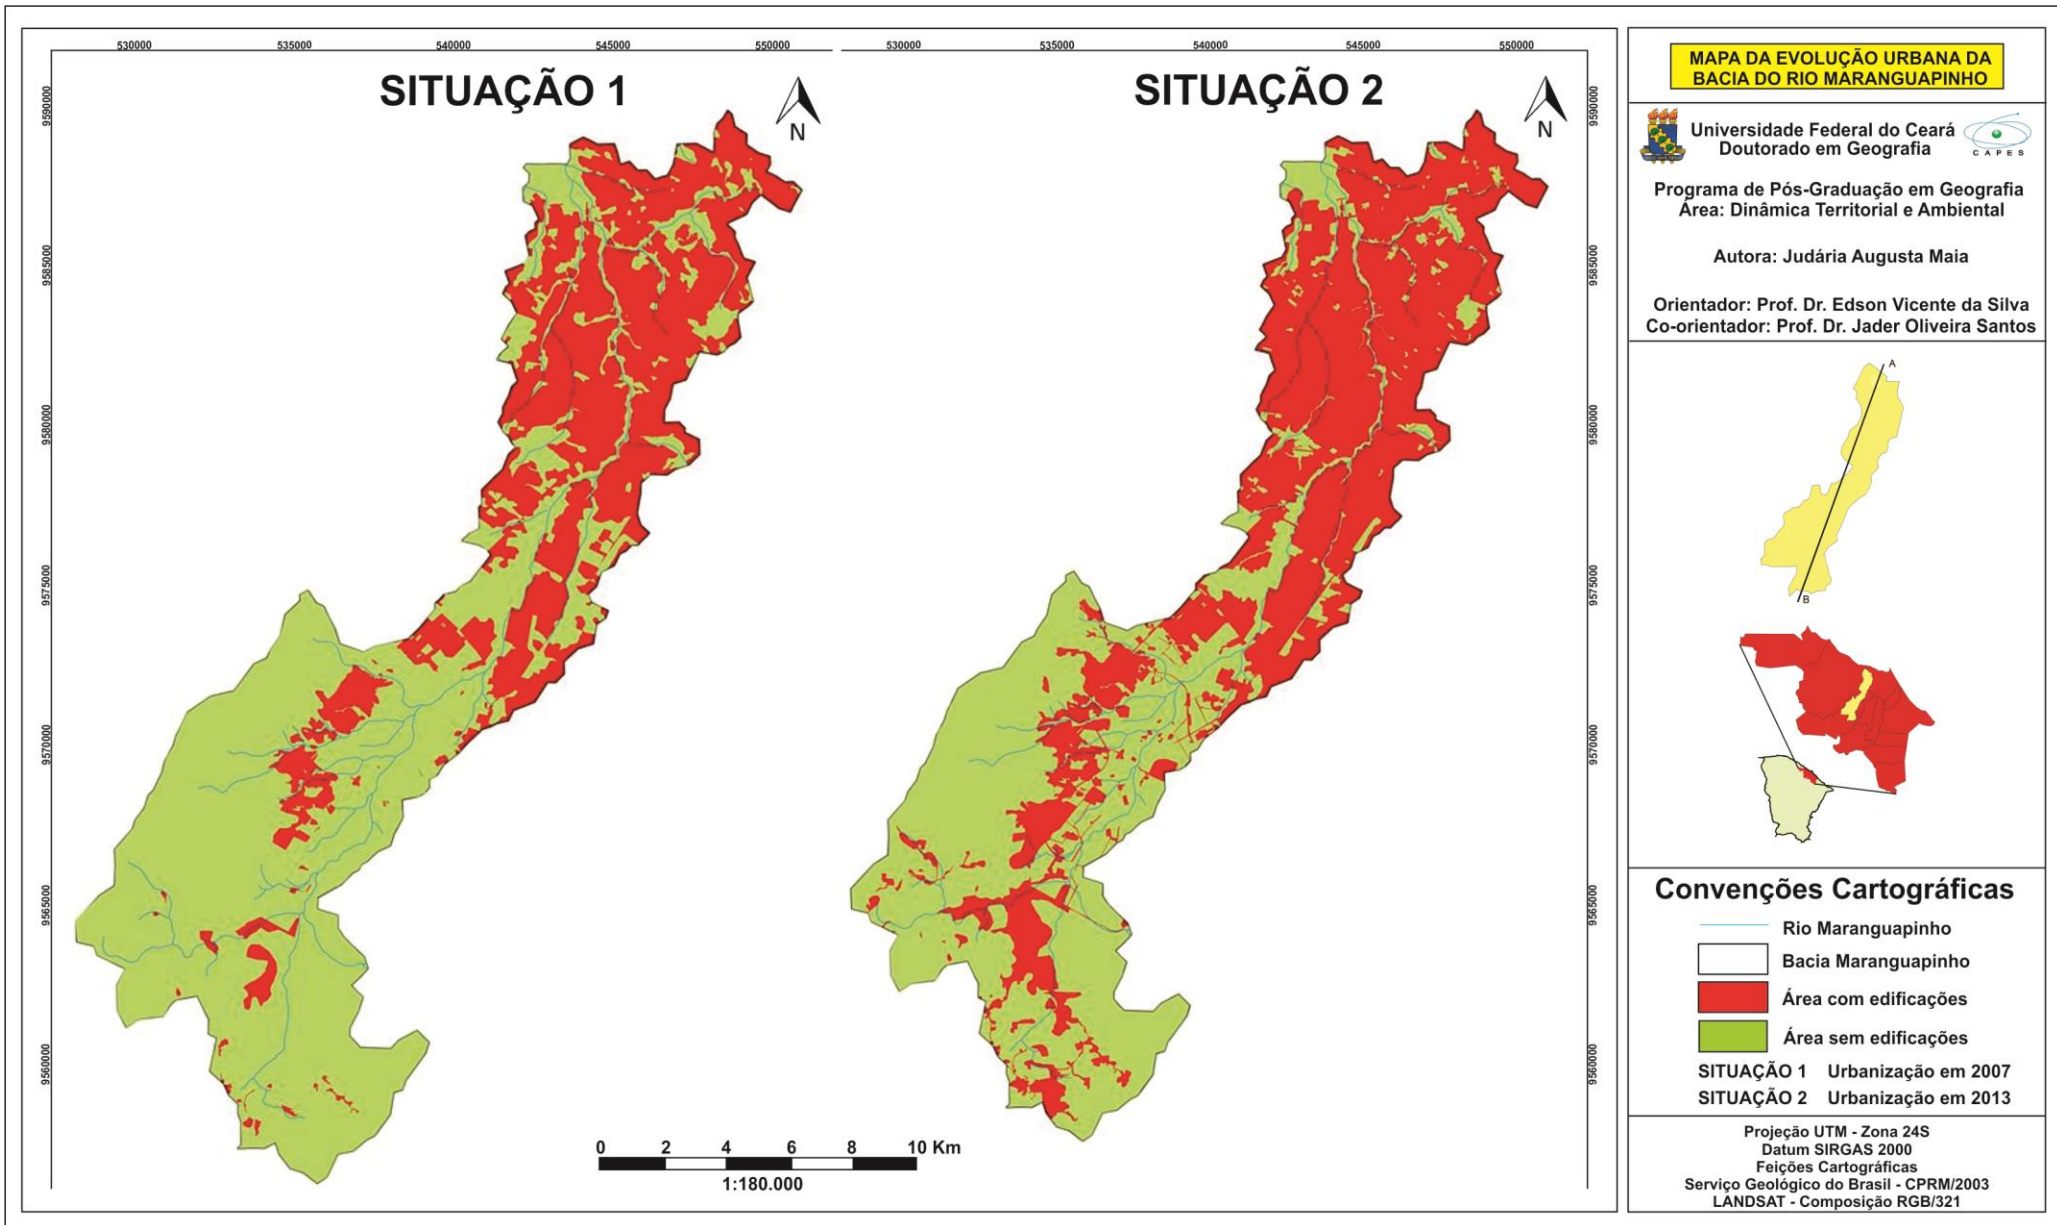 530000 535000 540000 545000 550000
530000 535000 540000 545000 550000
SITUAÇÃO 1
SITUAÇÃO 2
N
N
9590000
9585000
9580000
9575000
9570000
9565000
9560000
9590000
9585000
9580000
9575000
9570000
9565000
9560000
0 2 4 6 8 10 Km
1:180.000
MAPA DA EVOLUÇÃO URBANA DA
BACIA DO RIO MARANGUAPINHO
Universidade Federal do Ceará
Doutorado em Geografia
CAPES
Programa de Pós-Graduação em Geografia
Área: Dinâmica Territorial e Ambiental
Autora: Judária Augusta Maia
Orientador: Prof. Dr. Edson Vicente da Silva
Co-orientador: Prof. Dr. Jader Oliveira Santos
A
B
Convenções Cartográficas
Rio Maranguapinho
Bacia Maranguapinho
Área com edificações
Área sem edificações
SITUAÇÃO 1 Urbanização em 2007
SITUAÇÃO 2 Urbanização em 2013
Projeção UTM - Zona 24S
Datum SIRGAS 2000
Feições Cartográficas
Serviço Geológico do Brasil - CPRM/2003
LANDSAT - Composição RGB/321